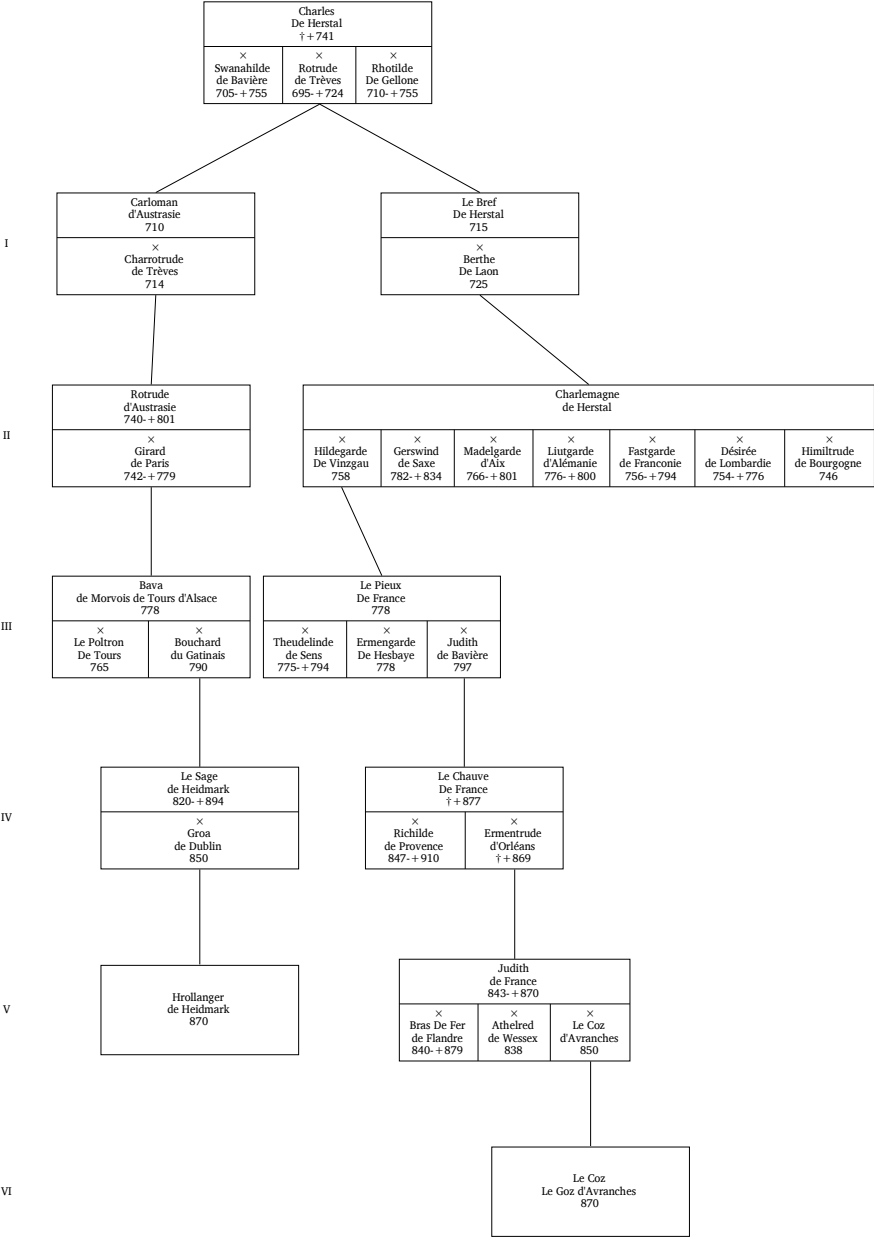 Charles
De Herstal
†+741
×
Swanahilde
de Bavière
705-+755
×
Rotrude
de Trèves
695-+724
×
Rhotilde
De Gellone
710-+755
I
Carloman
d'Austrasie
710
×
Charrotrude
de Trèves
714
Le Bref
De Herstal
715
×
Berthe
De Laon
725
II
Rotrude
d'Austrasie
740-+801
×
Girard
de Paris
742-+779
Charlemagne
de Herstal
×
Hildegarde
De Vinzgau
758
×
Gerswind
de Saxe
782-+834
×
Madelgarde
d'Aix
766-+801
×
Liutgarde
d'Alémanie
776-+800
×
Fastgarde
de Franconie
756-+794
×
Désirée
de Lombardie
754-+776
×
Himiltrude
de Bourgogne
746
III
Bava
de Morvois de Tours d'Alsace
778
×
Le Poltron
De Tours
765
×
Bouchard
du Gatinais
790
Le Pieux
De France
778
×
Theudelinde
de Sens
775-+794
×
Ermengarde
De Hesbaye
778
×
Judith
de Bavière
797
IV
Le Sage
de Heidmark
820-+894
×
Groa
de Dublin
850
Le Chauve
De France
†+877
×
Richilde
de Provence
847-+910
×
Ermentrude
d'Orléans
†+869
V
Hrollanger
de Heidmark
870
Judith
de France
843-+870
×
Bras De Fer
de Flandre
840-+879
×
Athelred
de Wessex
838
×
Le Coz
d'Avranches
850
VI
Le Coz
Le Goz d'Avranches
870